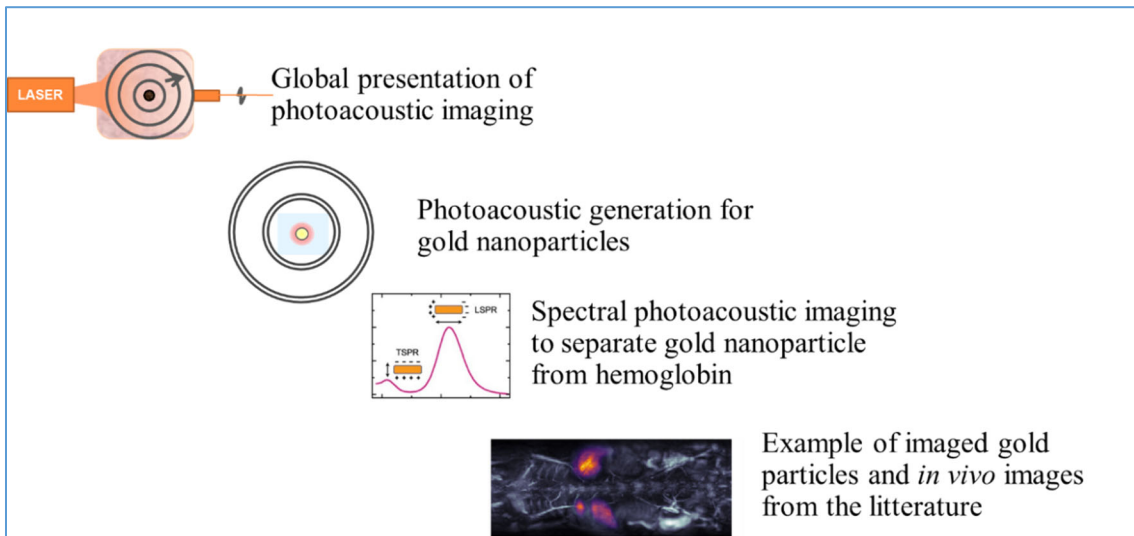 LASER
Global presentation of
photoacoustic imaging
Photoacoustic generation for
gold nanoparticles
LSPR
TSPR
Spectral photoacoustic imaging
to separate gold nanoparticle
from hemoglobin
Example of imaged gold
particles and in vivo images
from the litterature